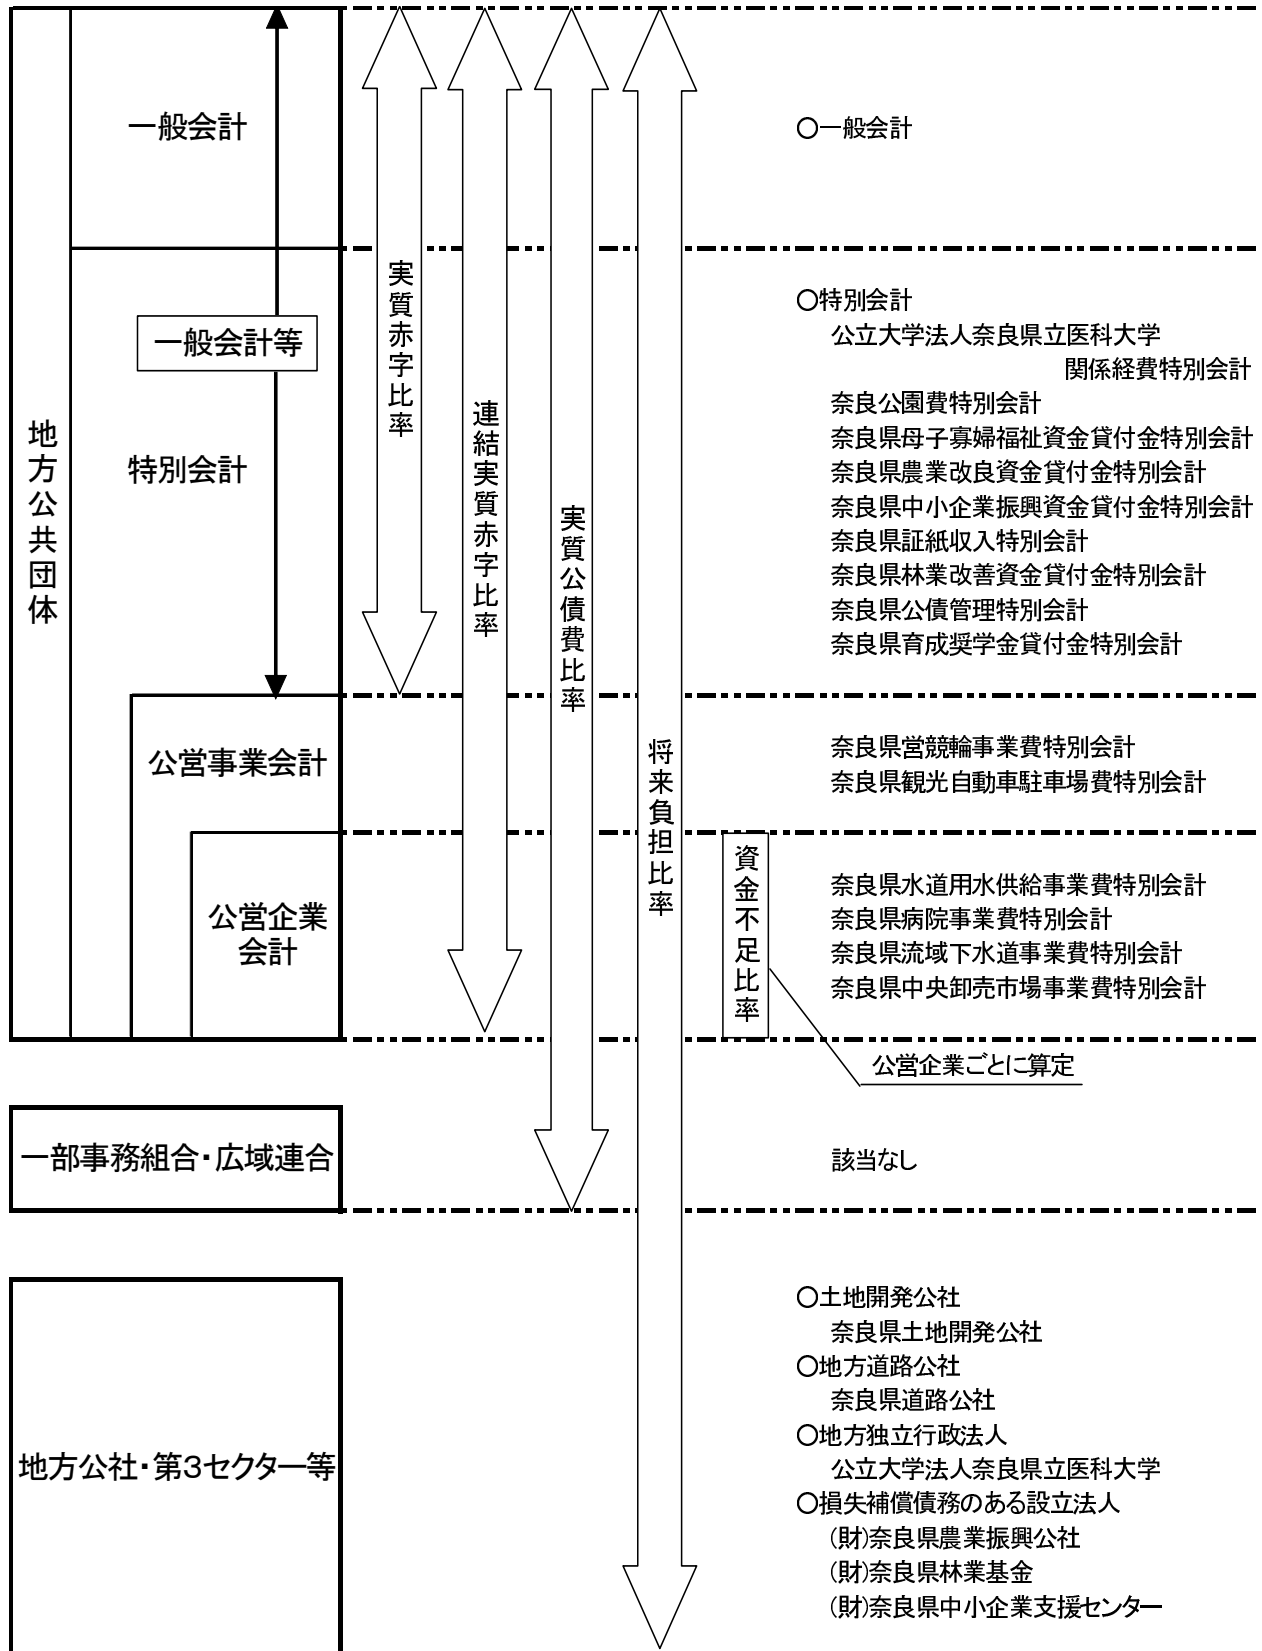 地方公共団体
一般会計
一般会計等
特別会計
公営事業会計
公営企業
会計
実質赤字比率
連結実質赤字比率
実質公債費比率
将来負担比率
資金不足比率
公営企業ごとに算定
○一般会計
○特別会計
公立大学法人奈良県立医科大学
関係経費特別会計
奈良公園費特別会計
奈良県母子寡婦福祉資金貸付金特別会計
奈良県農業改良資金貸付金特別会計
奈良県中小企業振興資金貸付金特別会計
奈良県証紙収入特別会計
奈良県林業改善資金貸付金特別会計
奈良県公債管理特別会計
奈良県育成奨学金貸付金特別会計
奈良県営競輪事業費特別会計
奈良県観光自動車駐車場費特別会計
奈良県水道用水供給事業費特別会計
奈良県病院事業費特別会計
奈良県流域下水道事業費特別会計
奈良県中央卸売市場事業費特別会計
一部事務組合・広域連合
該当なし
地方公社・第3セクター等
○土地開発公社
奈良県土地開発公社
○地方道路公社
奈良県道路公社
○地方独立行政法人
公立大学法人奈良県立医科大学
○損失補償債務のある設立法人
(財)奈良県農業振興公社
(財)奈良県林業基金
(財)奈良県中小企業支援センター